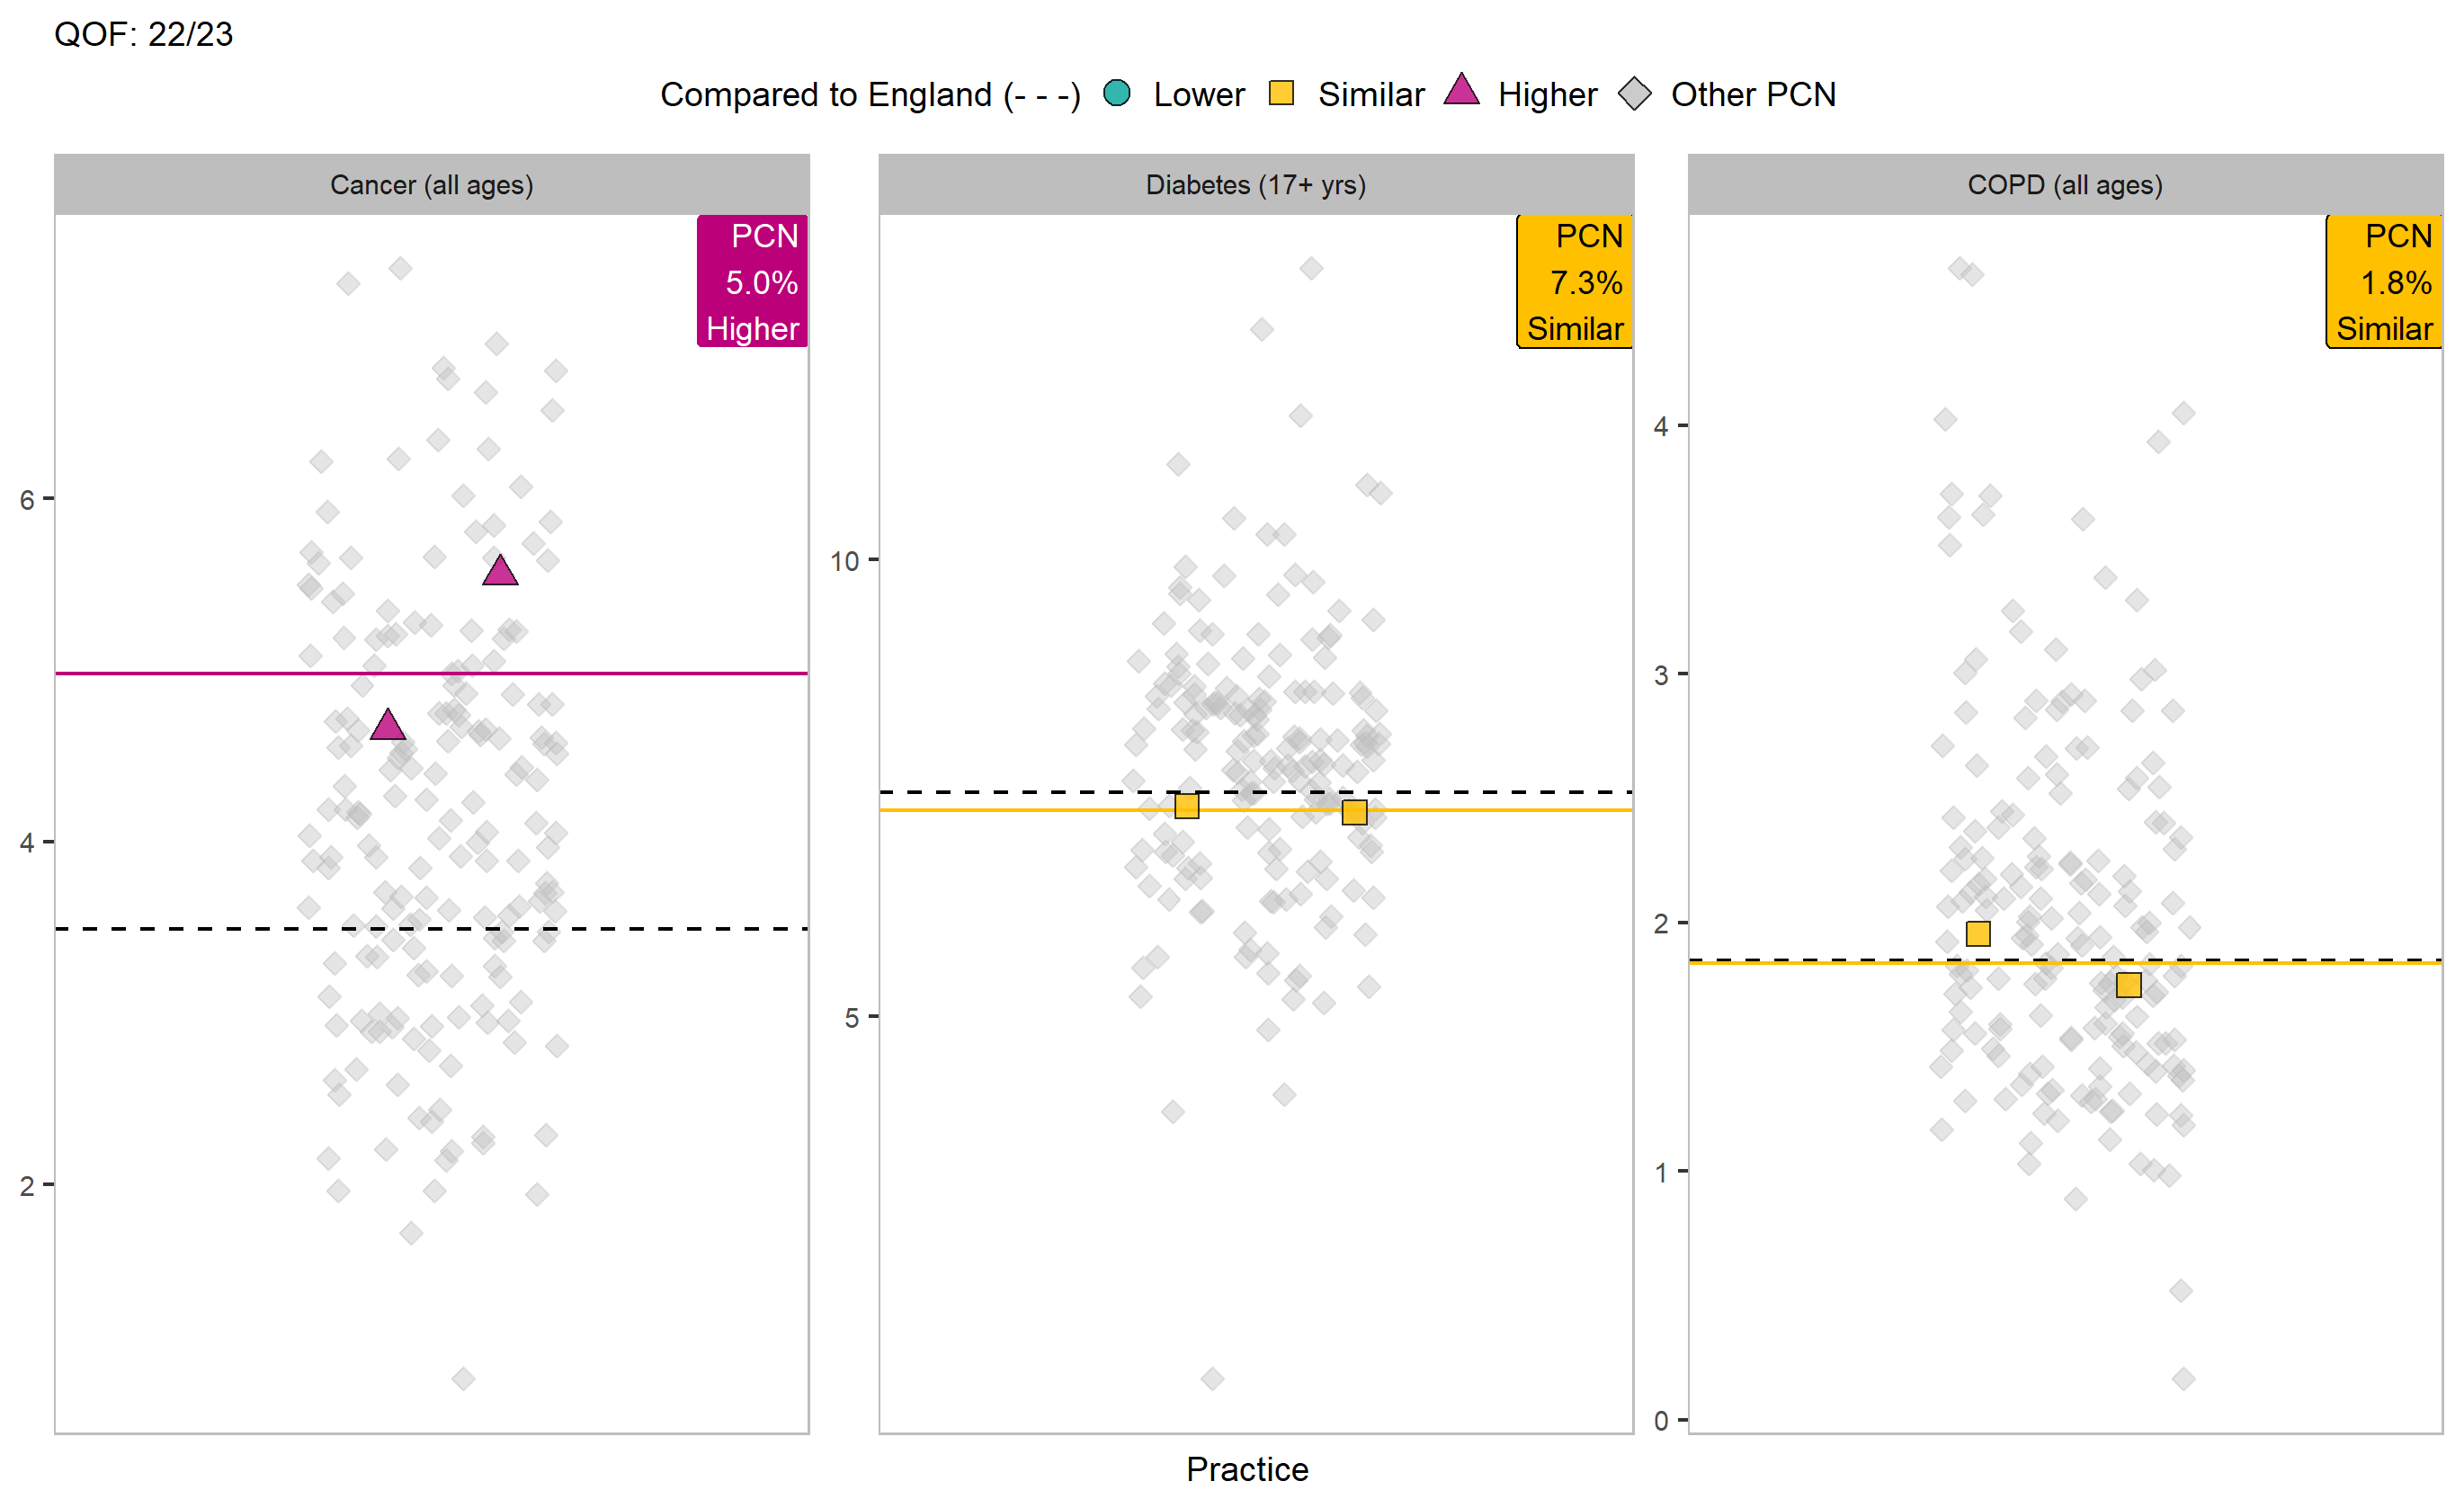 QOF: 22/23
Compared to England (- - -) Lower Similar Higher Other PCN
Cancer (all ages)
PCN
5.0%
Higher
6
4
2
Diabetes (17+ yrs)
PCN
7.3%
Similar
10
5
COPD (all ages)
PCN
1.8%
Similar
4
3
2
1
0
Practice